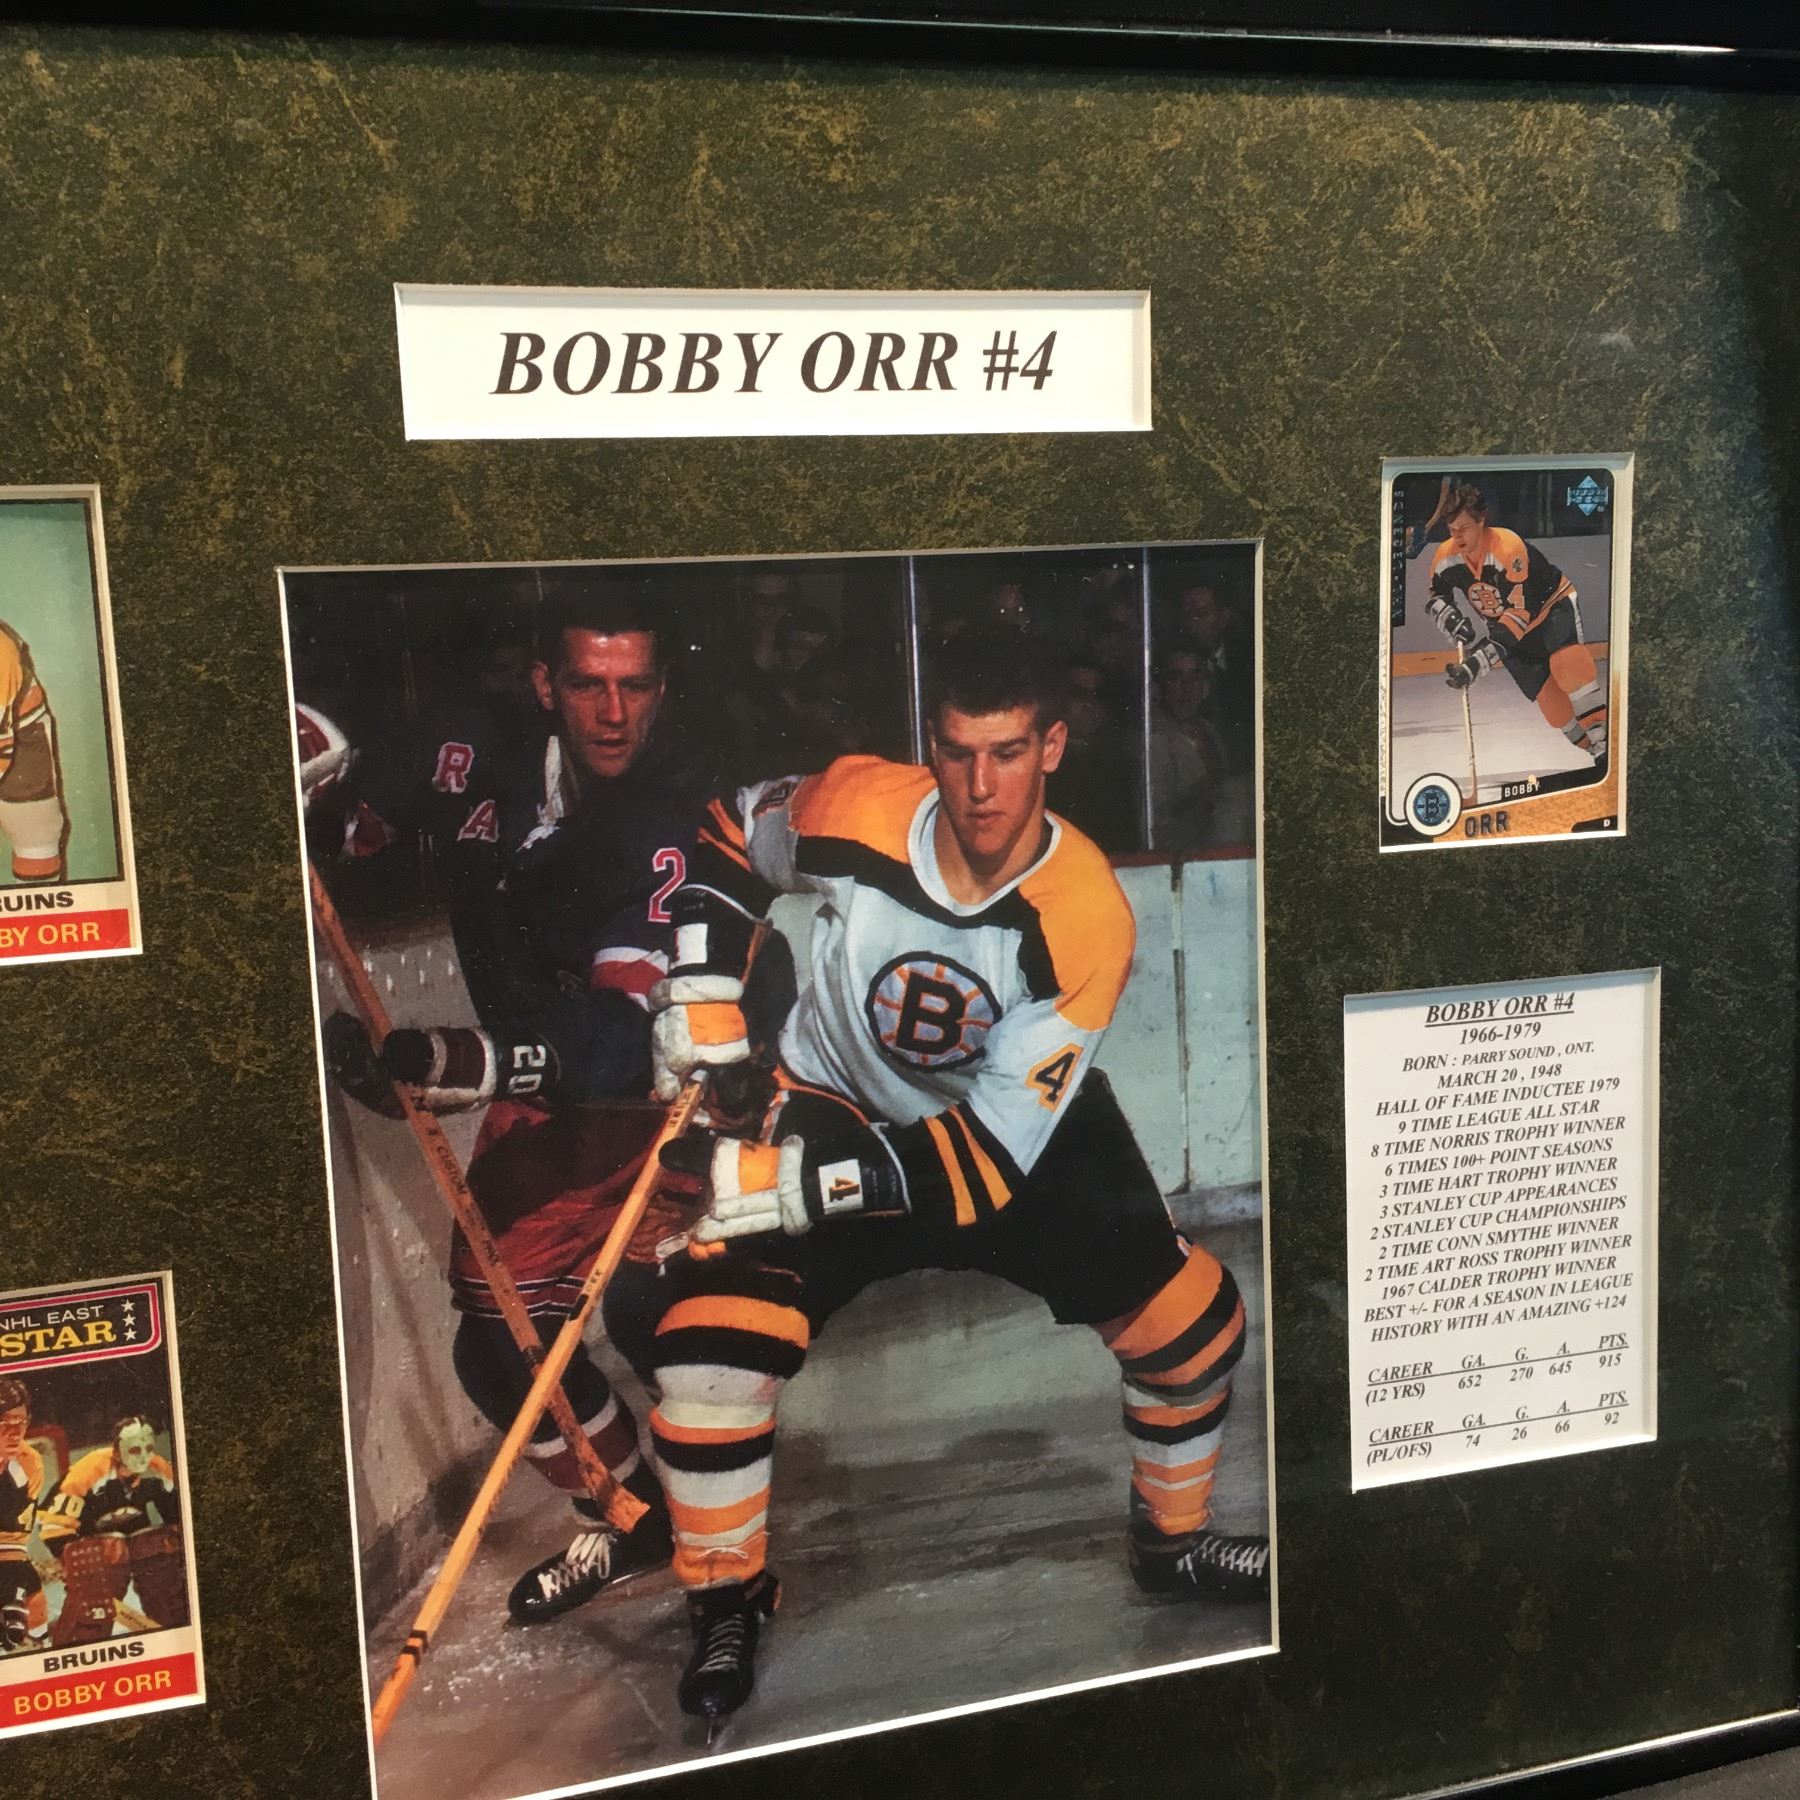 BOBBY ORR #4
BRUINS
BOBBY ORR
NHL EAST
STAR
10
BRUINS
BOBBY ORR
R
A
2
20
B
4
4
CUSTOM PRO
B
4
BOBBY
ORR
D
BOBBY ORR #4
1966-1979
BORN : PARRY SOUND , ONT.
MARCH 20 , 1948
HALL OF FAME INDUCTEE 1979
9 TIME LEAGUE ALL STAR
8 TIME NORRIS TROPHY WINNER
6 TIMES 100+ POINT SEASONS
3 TIME HART TROPHY WINNER
3 STANLEY CUP APPEARANCES
2 STANLEY CUP CHAMPIONSHIPS
2 TIME CONN SMYTHE WINNER
2 TIME ART ROSS TROPHY WINNER
1967 CALDER TROPHY WINNER
BEST +/- FOR A SEASON IN LEAGUE
HISTORY WITH AN AMAZING +124
CAREER GA. G. A. PTS.
(12 YRS) 652 270 645 915
CAREER GA. G. A. PTS.
(PL/OFS) 74 26 66 92